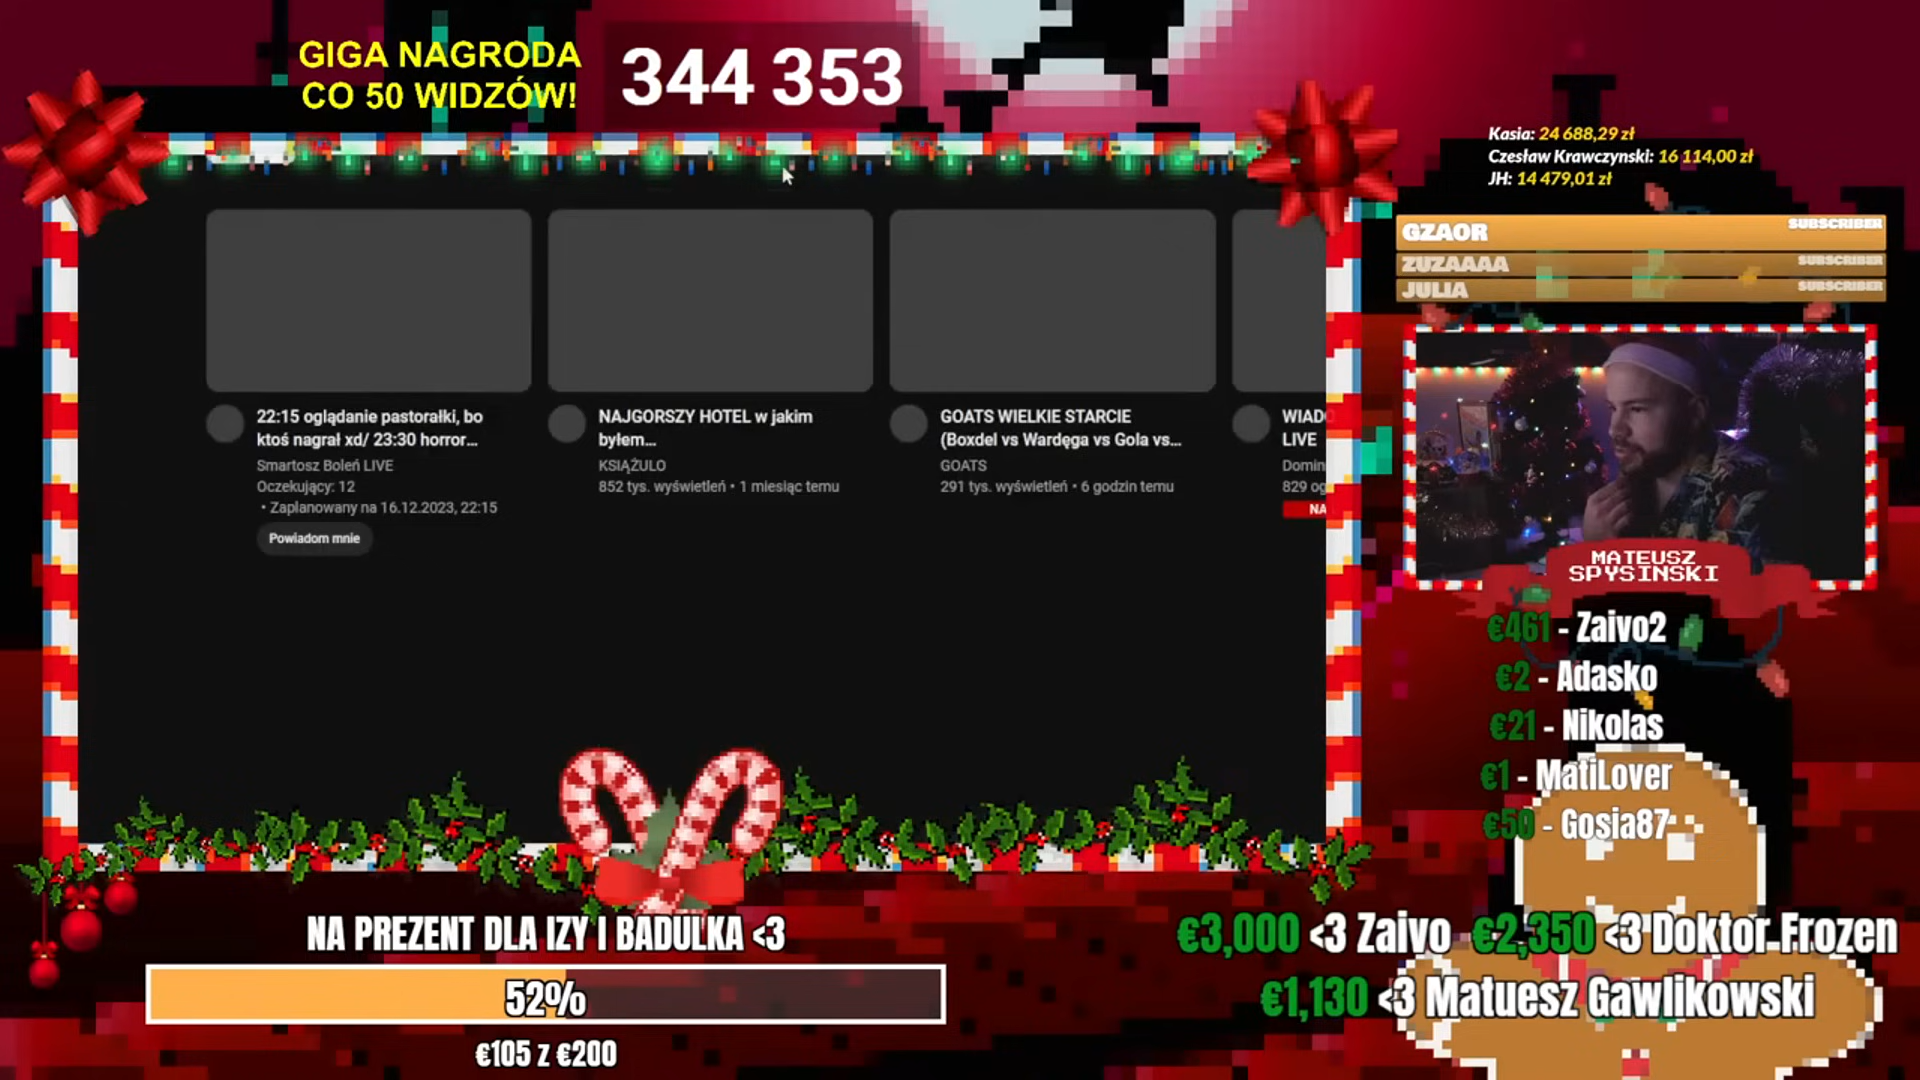 GIGA NAGRODA
CO 50 WIDZÓW!
344 353
Kasia: 24 688,29 zł
Czesław Krawczynski: 16 114,00 zł
JH: 14 479,01 zł
GZAOR SUBSCRIBER
ZUZAAAA SUBSCRIBER
JULIA SUBSCRIBER
22:15 oglądanie pastorałki, bo
ktoś nagrał xd/ 23:30 horror...
Smartosz Boleń LIVE
Oczekujący: 12
• Zaplanowany na 16.12.2023, 22:15
Powiadom mnie
NAJGORSZY HOTEL w jakim
byłem...
KSIĄŻULO
852 tys. wyświetleń • 1 miesiąc temu
GOATS WIELKIE STARCIE
(Boxdel vs Wardęga vs Gola vs...
GOATS
291 tys. wyświetleń • 6 godzin temu
WIADO
LIVE
Domin
829 og
NA
MATEUSZ
SPYSINSKI
€461 - Zaivo2
€2 - Adasko
€21 - Nikolas
€1 - MatiLover
€50 - Gosia87
NA PREZENT DLA IZY I BADULKA <3
52%
€105 z €200
€3,000 <3 Zaivo €2,350 <3 Doktor Frozen
€1,130 <3 Matuesz Gawlikowski